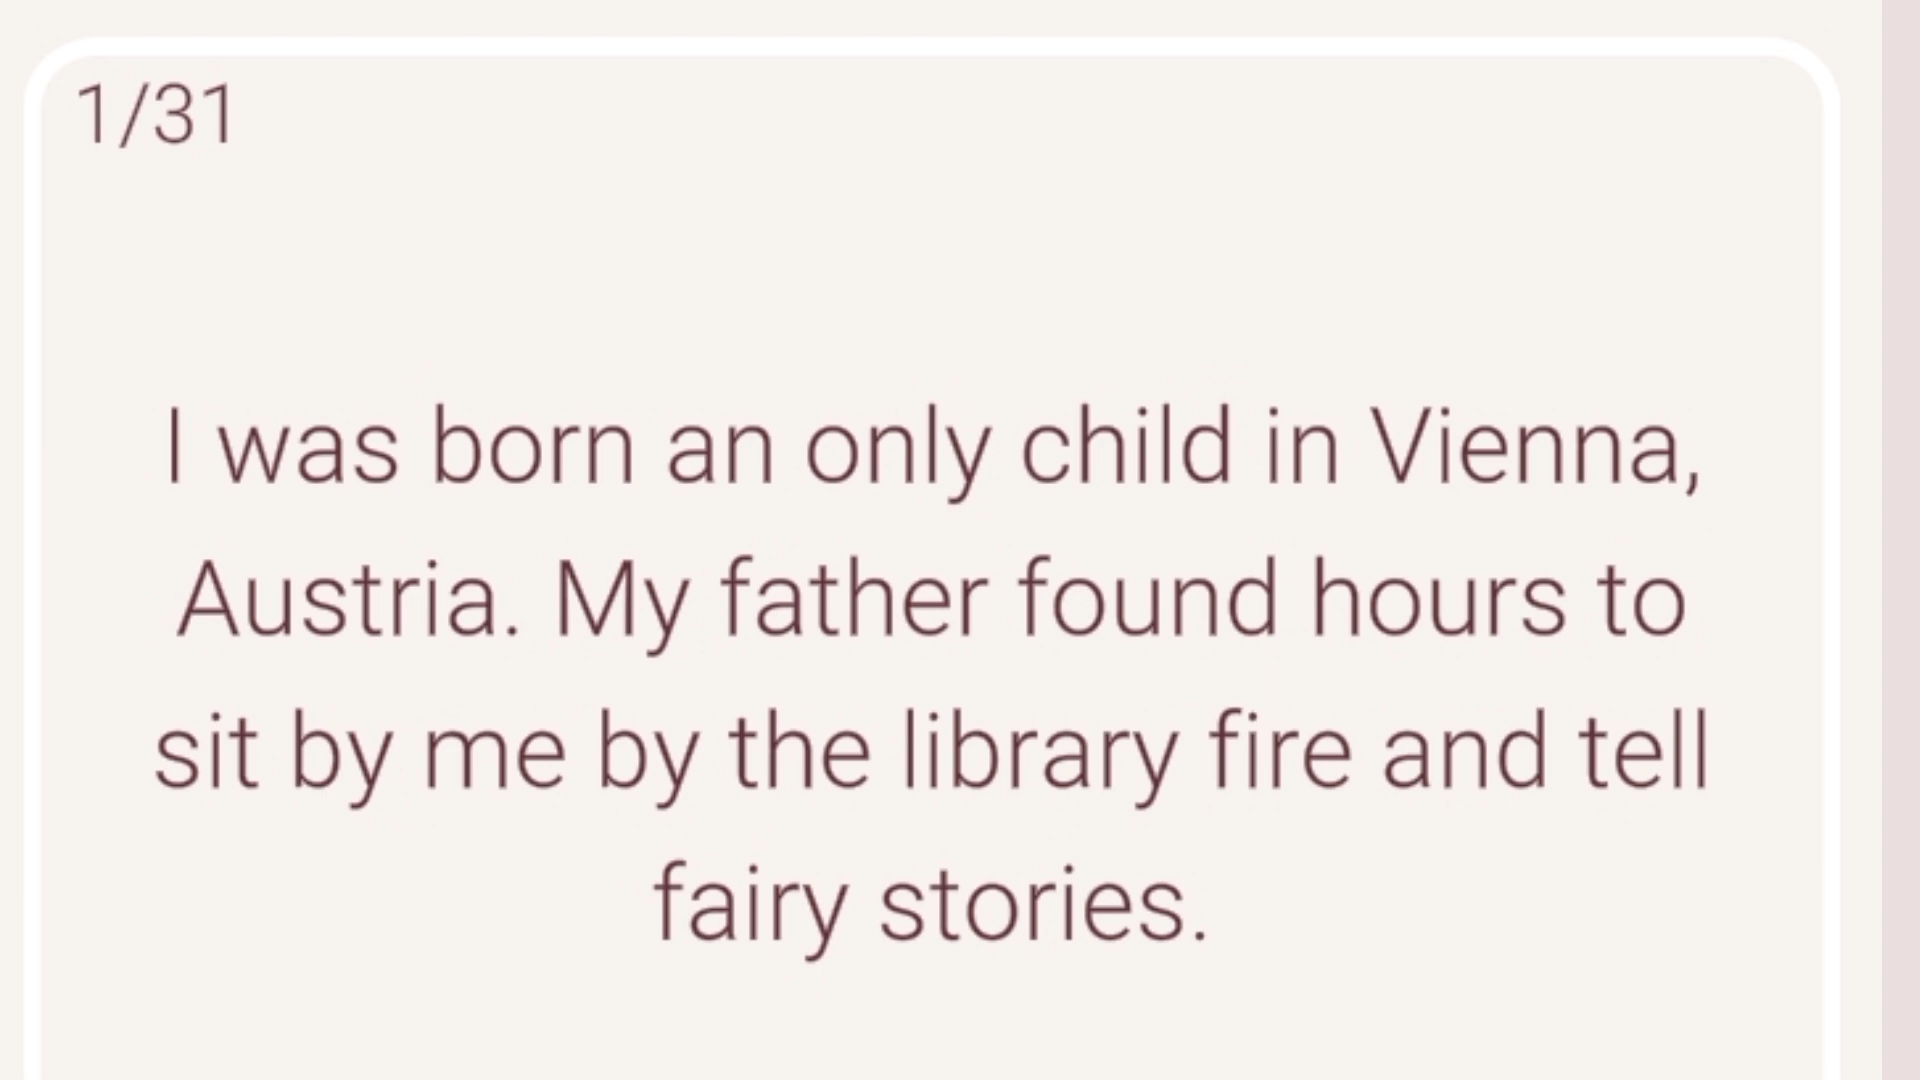 1/31
I was born an only child in Vienna,
Austria. My father found hours to
sit by me by the library fire and tell
fairy stories.